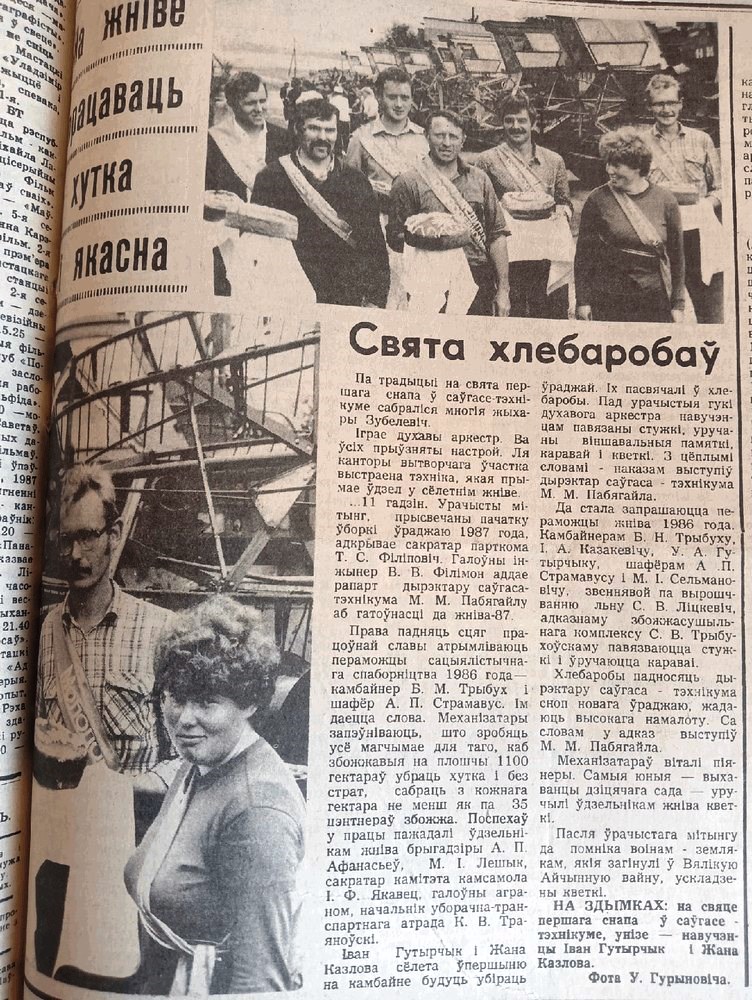 жніве
рацаваць
хутка
якасна
Свята хлебаробаў
Па традыцыі на свята пер-
шага снапа ў саўгасе-тэхні-
куме сабраліся многія жыха-
ры Зубелевіч.
Іграе духавы аркестр. Ва
ўсіх прыўзняты настрой. Ля
канторы вытворчага ўчастка
выстраена тэхніка, якая пры-
мае ўдзел у сёлетнім жніве.
...11 гадзін. Урачысты мі-
тынг, прысвечаны пачатку
ўборкі ўраджаю 1987 года,
адкрывае сакратар парткома
Т. С. Філіповіч. Галоўны ін-
жынер В. В. Філімон аддае
рапарт дырэктару саўгаса-
тэхнікума М. М. Пабягайлу
аб гатоўнасці да жніва-87.
Права падняць сцяг пра-
цоўнай славы атрымліваюць
пераможцы сацыялістычна-
га спаборніцтва 1986 года—
камбайнер Б. М. Трыбух і
шафёр А. П. Страмавус. Ім
даецца слова. Механізатары
запэўніваюць, што зробяць
усё магчымае для таго, каб
збожжавыя на плошчы 1100
гектараў убраць хутка і без
страт, сабраць з кожнага
гектара не менш як па 35
цэнтнераў збожжа. Поспехаў
у працы пажадалі ўдзельні-
кам жніва брыгадзіры А. П.
Афанасьеў, М. І. Лешык,
сакратар камітэта камсамола
І. Ф. Якавец, галоўны агра-
ном, начальнік уборачна-тран-
спартнага атрада К. В. Тра-
яноўскі.
Іван Гутырчык і Жана
Казлова сёлета ўпершыню
на камбайне будуць убіраць
ўраджай. Іх пасвячалі ў хле-
баробы. Пад урачыстыя гукі
духавога аркестра навучэн-
цам павязаны стужкі, уруча-
ны віншавальныя памяткі,
каравай і кветкі. З цёплымі
словамі - наказам выступіў
дырэктар саўгаса - тэхнікума
М. М. Пабягайла.
Да стала запрашаюцца пе-
раможцы жніва 1986 года.
Камбайнерам Б. Н. Трыбуху,
І. А. Казакевічу, У. А. Гу-
тырчыку, шафёрам А .П.
Страмавусу і М. І. Сельмано-
вічу, звеннявой па вырошч-
ванню льну С. В. Ліцкевіч,
адказнаму збожжасушыль-
нага комплексу С. В. Трыбу-
хоўскаму павязваюцца стуж-
кі і ўручаюцца караваі.
Хлебаробы падносяць ды-
рэктару саўгаса - тэхнікума
сноп новага ўраджаю, жада-
юць высокага намалоту. Са
словам у адказ выступіў
М. М. Пабягайла.
Механізатараў віталі пія-
неры. Самыя юныя — выха-
ванцы дзіцячага сада — уру-
чылі ўдзельнікам жніва квет-
кі.
Пасля ўрачыстага мітынгу
да помніка воінам - земля-
кам, якія загінулі ў Вялікую
Айчынную вайну, ускладзе-
ны кветкі.
НА ЗДЫМКАХ: на свяце
першага снапа ў саўгасе -
тэхнікуме, унізе — навучэн-
цы Іван Гутырчык і Жана
Казлова.
Фота У. Гурыновіча.